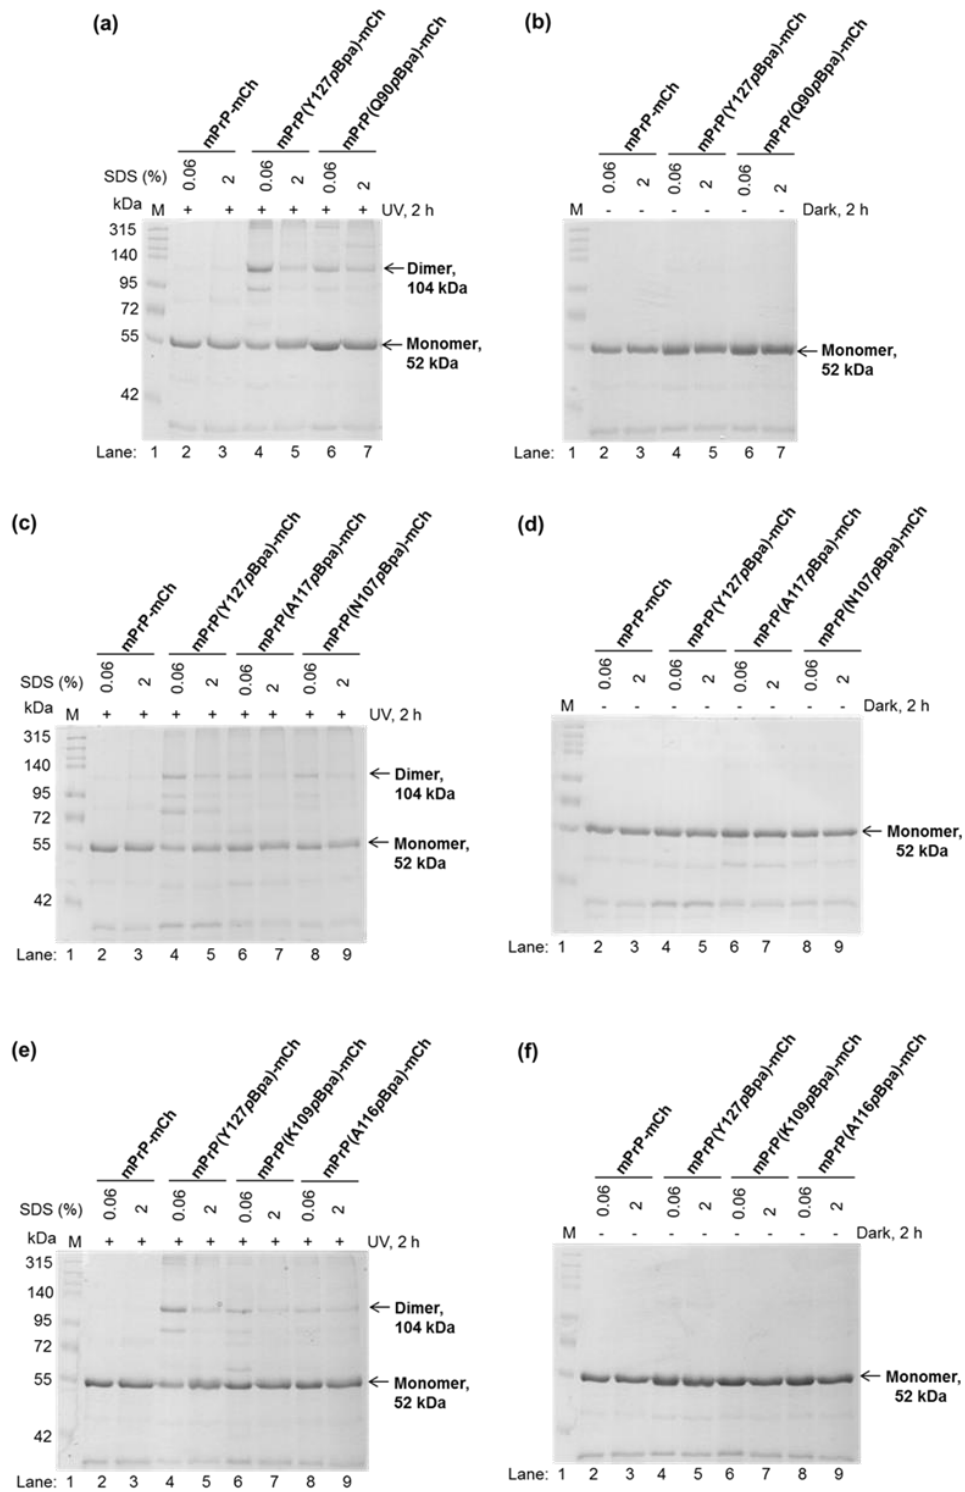 (a)
mPrP-mCh
mPrP(Y127pBpa)-mCh
mPrP(Q90pBpa)-mCh
SDS (%) 0.06 2 0.06 2 0.06 2
kDa M + + + + + + UV, 2 h
315
140
95
72
55
42
Dimer,
104 kDa
Monomer,
52 kDa
Lane: 1 2 3 4 5 6 7
(b)
mPrP-mCh
mPrP(Y127pBpa)-mCh
mPrP(Q90pBpa)-mCh
0.06 2 0.06 2 0.06 2
M - - - - - - Dark, 2 h
Monomer,
52 kDa
Lane: 1 2 3 4 5 6 7
(c)
mPrP-mCh
mPrP(Y127pBpa)-mCh
mPrP(A117pBpa)-mCh
mPrP(N107pBpa)-mCh
SDS (%) 0.06 2 0.06 2 0.06 2 0.06 2
kDa M + + + + + + + + UV, 2 h
315
140
95
72
55
42
Dimer,
104 kDa
Monomer,
52 kDa
Lane: 1 2 3 4 5 6 7 8 9
(d)
mPrP-mCh
mPrP(Y127pBpa)-mCh
mPrP(A117pBpa)-mCh
mPrP(N107pBpa)-mCh
0.06 2 0.06 2 0.06 2 0.06 2
M - - - - - - - - Dark, 2 h
Monomer,
52 kDa
Lane: 1 2 3 4 5 6 7 8 9
(e)
mPrP-mCh
mPrP(Y127pBpa)-mCh
mPrP(K109pBpa)-mCh
mPrP(A116pBpa)-mCh
SDS (%) 0.06 2 0.06 2 0.06 2 0.06 2
kDa M + + + + + + + + UV, 2 h
315
140
95
72
55
42
Dimer,
104 kDa
Monomer,
52 kDa
Lane: 1 2 3 4 5 6 7 8 9
(f)
mPrP-mCh
mPrP(Y127pBpa)-mCh
mPrP(K109pBpa)-mCh
mPrP(A116pBpa)-mCh
0.06 2 0.06 2 0.06 2 0.06 2
M - - - - - - - - Dark, 2 h
Monomer,
52 kDa
Lane: 1 2 3 4 5 6 7 8 9